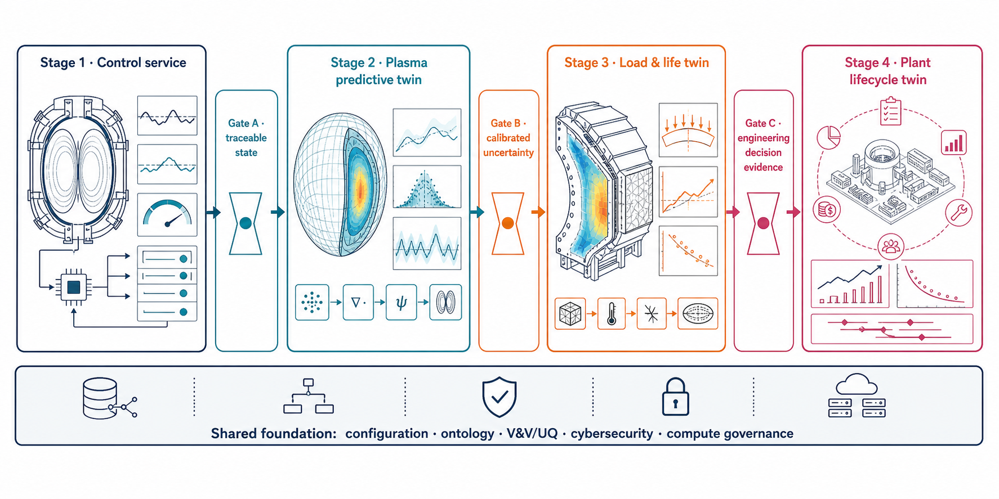 Stage 1 · Control service
Gate A ·
traceable
state
Stage 2 · Plasma
predictive twin
∇ ·
ψ
Gate B ·
calibrated
uncertainty
Stage 3 · Load & life twin
Gate C ·
engineering
decision
evidence
Stage 4 · Plant
lifecycle twin
$
Shared foundation: configuration · ontology · V&V/UQ · cybersecurity · compute governance